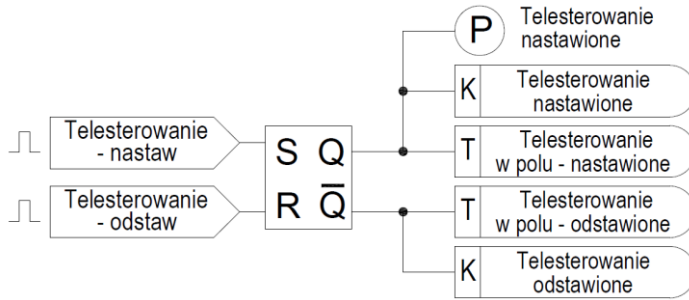 P
Telesterowanie
nastawione
K
Telesterowanie
nastawione
Telesterowanie
- nastaw
S Q
T
Telesterowanie
w polu - nastawione
Telesterowanie
- odstaw
R Q̅
T
Telesterowanie
w polu - odstawione
K
Telesterowanie
odstawione